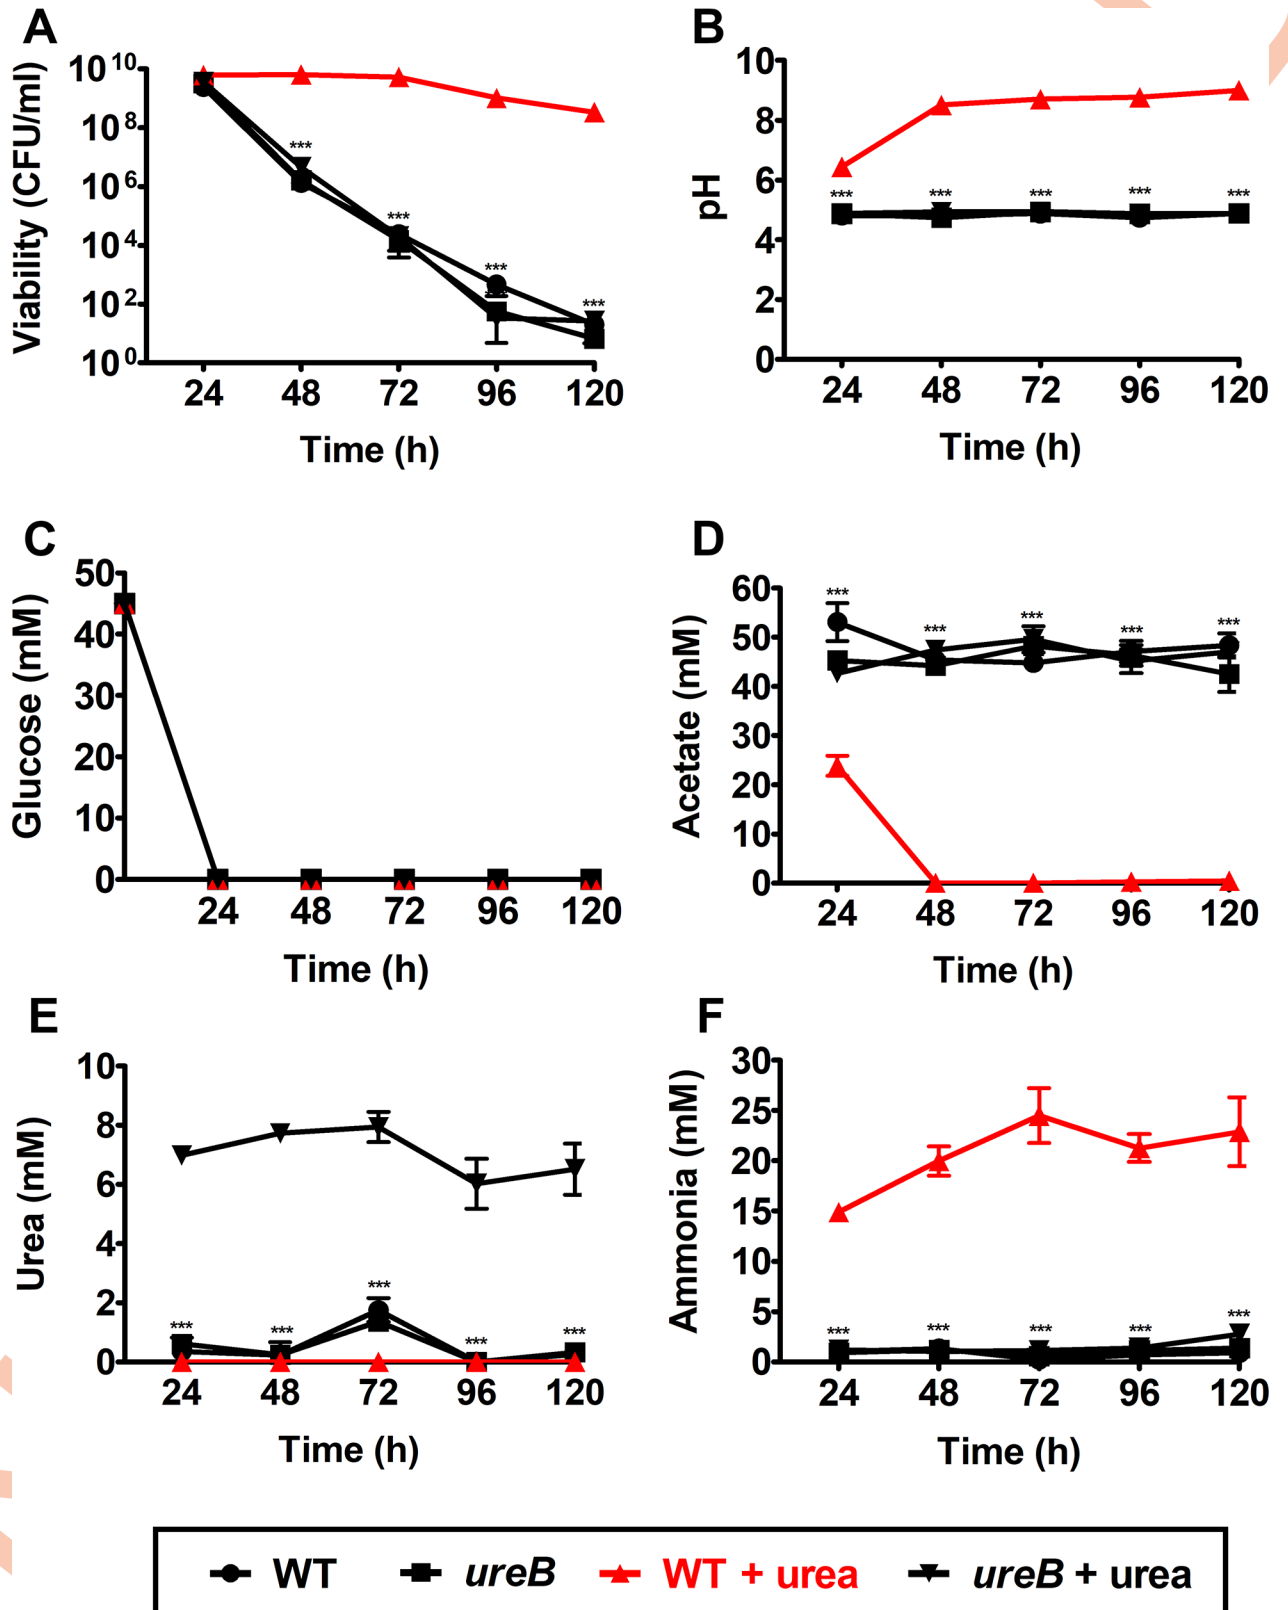 A
Viability (CFU/ml)
10^10
10^8
10^6
10^4
10^2
10^0
***
***
***
***
24 48 72 96 120
Time (h)
B
pH
10
8
6
4
2
0
*** *** *** *** ***
24 48 72 96 120
Time (h)
C
Glucose (mM)
50
40
30
20
10
0
24 48 72 96 120
Time (h)
D
Acetate (mM)
60
50
40
30
20
10
0
*** *** *** *** ***
24 48 72 96 120
Time (h)
E
Urea (mM)
10
8
6
4
2
0
*** *** *** *** ***
24 48 72 96 120
Time (h)
F
Ammonia (mM)
30
25
20
15
10
5
0
*** *** *** *** ***
24 48 72 96 120
Time (h)
WT ureB WT + urea ureB + urea